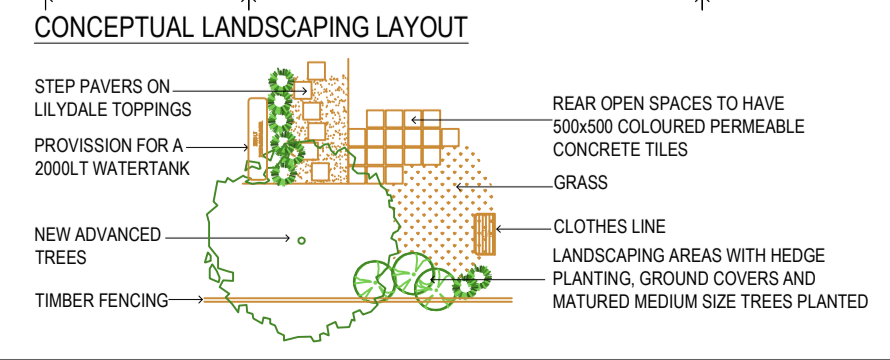 CONCEPTUAL LANDSCAPING LAYOUT
STEP PAVERS ON
LILYDALE TOPPINGS
PROVISSION FOR A
2000LT WATERTANK
NEW ADVANCED
TREES
TIMBER FENCING
REAR OPEN SPACES TO HAVE
500x500 COLOURED PERMEABLE
CONCRETE TILES
GRASS
CLOTHES LINE
LANDSCAPING AREAS WITH HEDGE
PLANTING, GROUND COVERS AND
MATURED MEDIUM SIZE TREES PLANTED